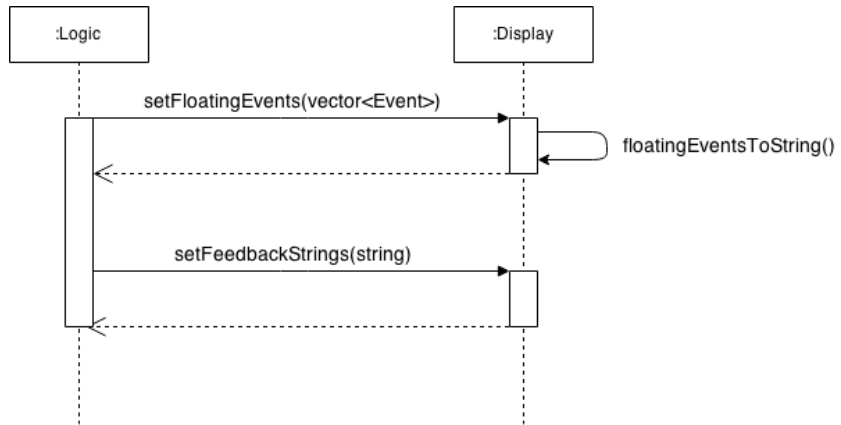 :Logic
:Display
setFloatingEvents(vector<Event>)
floatingEventsToString()
setFeedbackStrings(string)